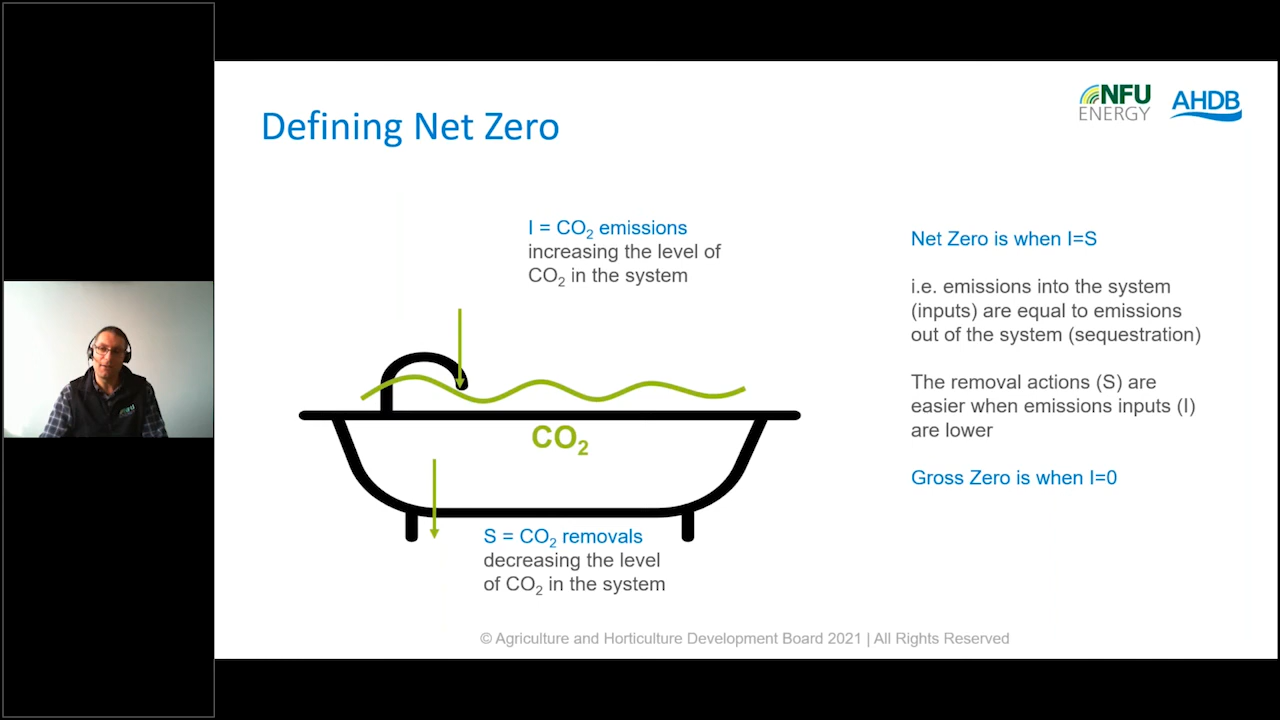 Defining Net Zero
NFU
ENERGY
AHDB
I = CO₂ emissions
increasing the level of
CO₂ in the system
CO₂
S = CO₂ removals
decreasing the level
of CO₂ in the system
Net Zero is when I=S
i.e. emissions into the system
(inputs) are equal to emissions
out of the system (sequestration)
The removal actions (S) are
easier when emissions inputs (I)
are lower
Gross Zero is when I=0
© Agriculture and Horticulture Development Board 2021 | All Rights Reserved
NFU